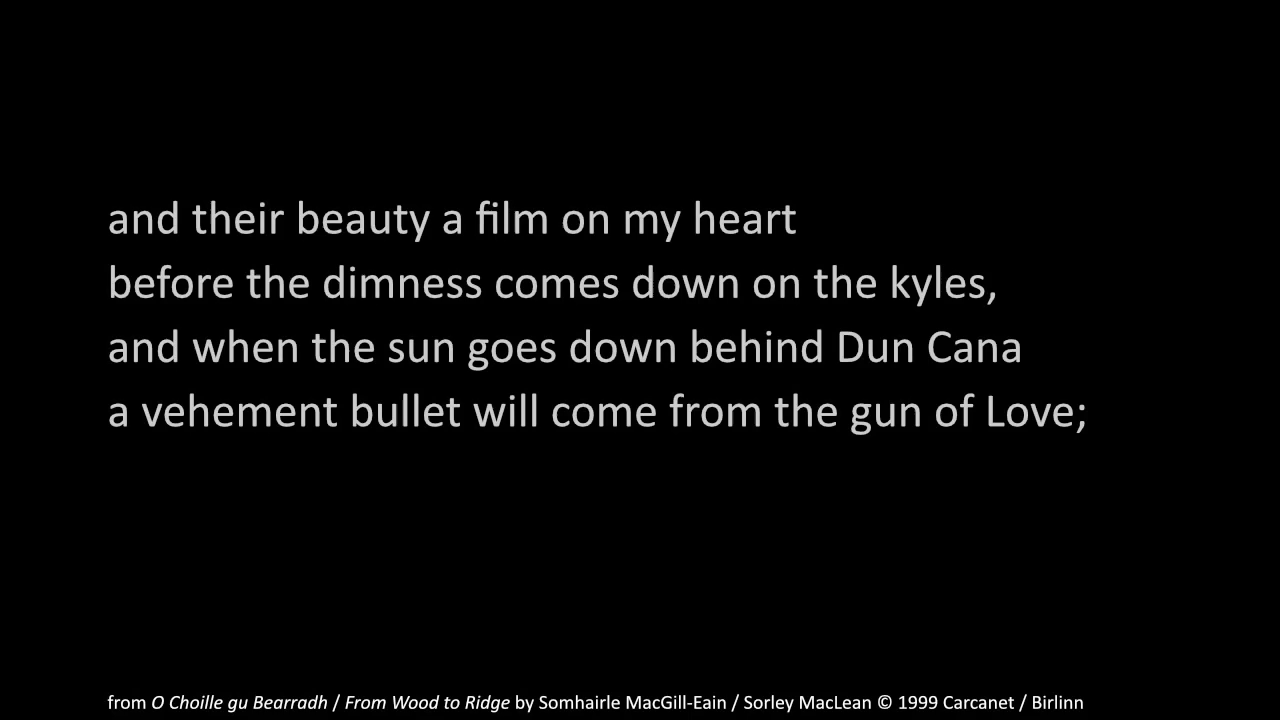 and their beauty a film on my heart
before the dimness comes down on the kyles,
and when the sun goes down behind Dun Cana
a vehement bullet will come from the gun of Love;
from O Choille gu Bearradh / From Wood to Ridge by Somhairle MacGill-Eain / Sorley MacLean © 1999 Carcanet / Birlinn